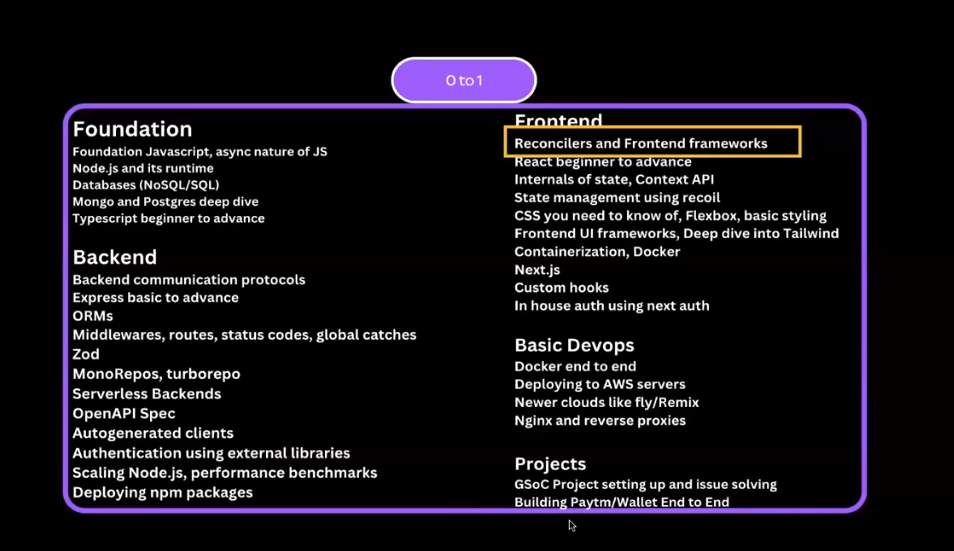 0 to 1
Foundation
Foundation Javascript, async nature of JS
Node.js and its runtime
Databases (NoSQL/SQL)
Mongo and Postgres deep dive
Typescript beginner to advance
Backend
Backend communication protocols
Express basic to advance
ORMs
Middlewares, routes, status codes, global catches
Zod
MonoRepos, turborepo
Serverless Backends
OpenAPI Spec
Autogenerated clients
Authentication using external libraries
Scaling Node.js, performance benchmarks
Deploying npm packages
Frontend
Reconcilers and Frontend frameworks
React beginner to advance
Internals of state, Context API
State management using recoil
CSS you need to know of, Flexbox, basic styling
Frontend UI frameworks, Deep dive into Tailwind
Containerization, Docker
Next.js
Custom hooks
In house auth using next auth
Basic Devops
Docker end to end
Deploying to AWS servers
Newer clouds like fly/Remix
Nginx and reverse proxies
Projects
GSoC Project setting up and issue solving
Building Paytm/Wallet End to End